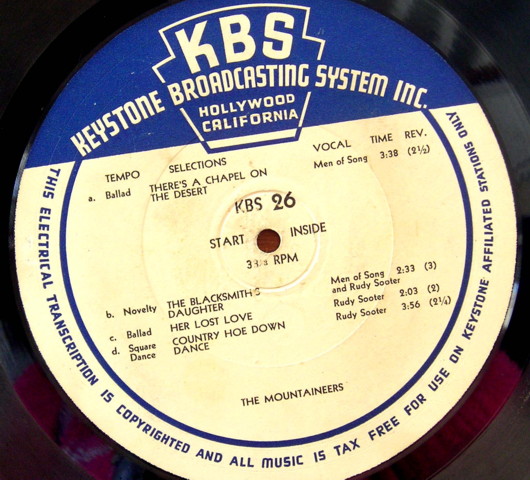 KBS
KEYSTONE BROADCASTING SYSTEM INC.
HOLLYWOOD
CALIFORNIA
TEMPO SELECTIONS VOCAL TIME REV.
a. Ballad THERE'S A CHAPEL ON THE DESERT Men of Song 3:38 (2½)
KBS 26
START INSIDE
33⅓ RPM
b. Novelty THE BLACKSMITH'S DAUGHTER Men of Song and Rudy Sooter 2:33 (3)
c. Ballad HER LOST LOVE Rudy Sooter 2:03 (2)
d. Square Dance COUNTRY HOE DOWN DANCE Rudy Sooter 3:56 (2¼)
THE MOUNTAINEERS
THIS ELECTRICAL TRANSCRIPTION IS COPYRIGHTED AND ALL MUSIC IS TAX FREE FOR USE ON KEYSTONE AFFILIATED STATIONS ONLY